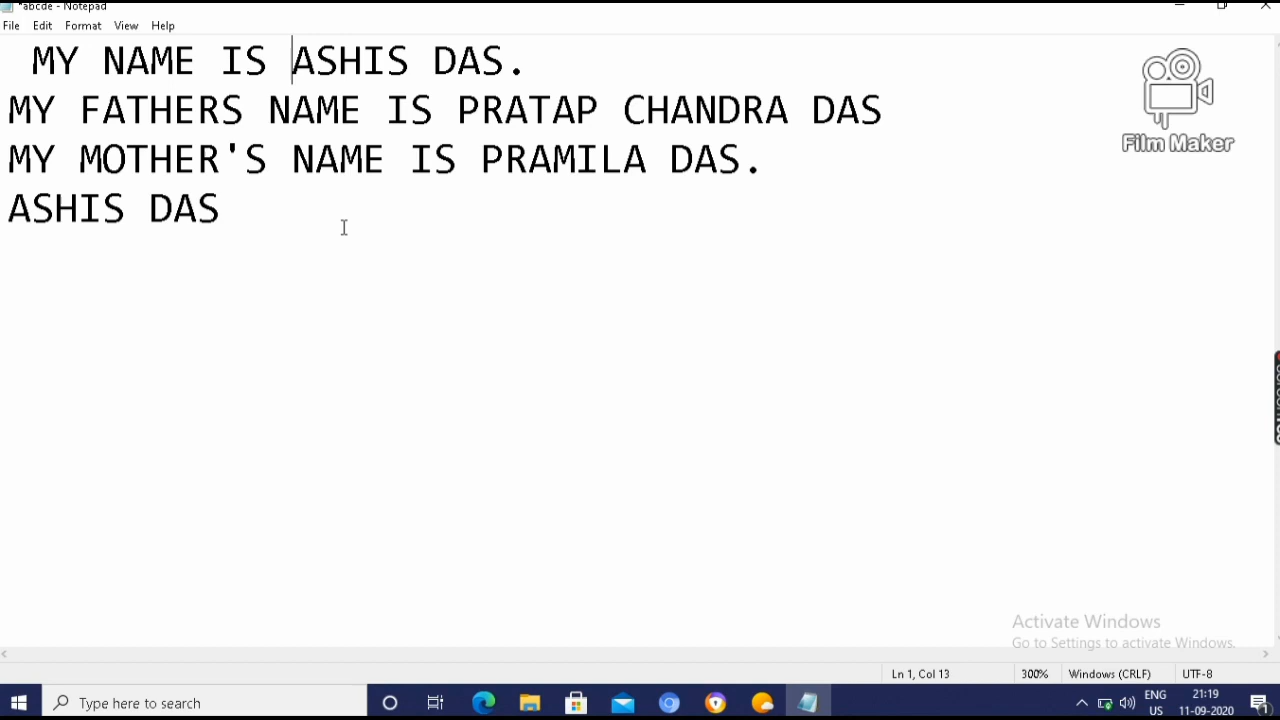 *abcde - Notepad
File Edit Format View Help
MY NAME IS ASHIS DAS.
MY FATHERS NAME IS PRATAP CHANDRA DAS
MY MOTHER'S NAME IS PRAMILA DAS.
ASHIS DAS
Film Maker
Activate Windows
Go to Settings to activate Windows.
Ln 1, Col 13 300% Windows (CRLF) UTF-8
Type here to search
ENG
US
21:19
11-09-2020
1